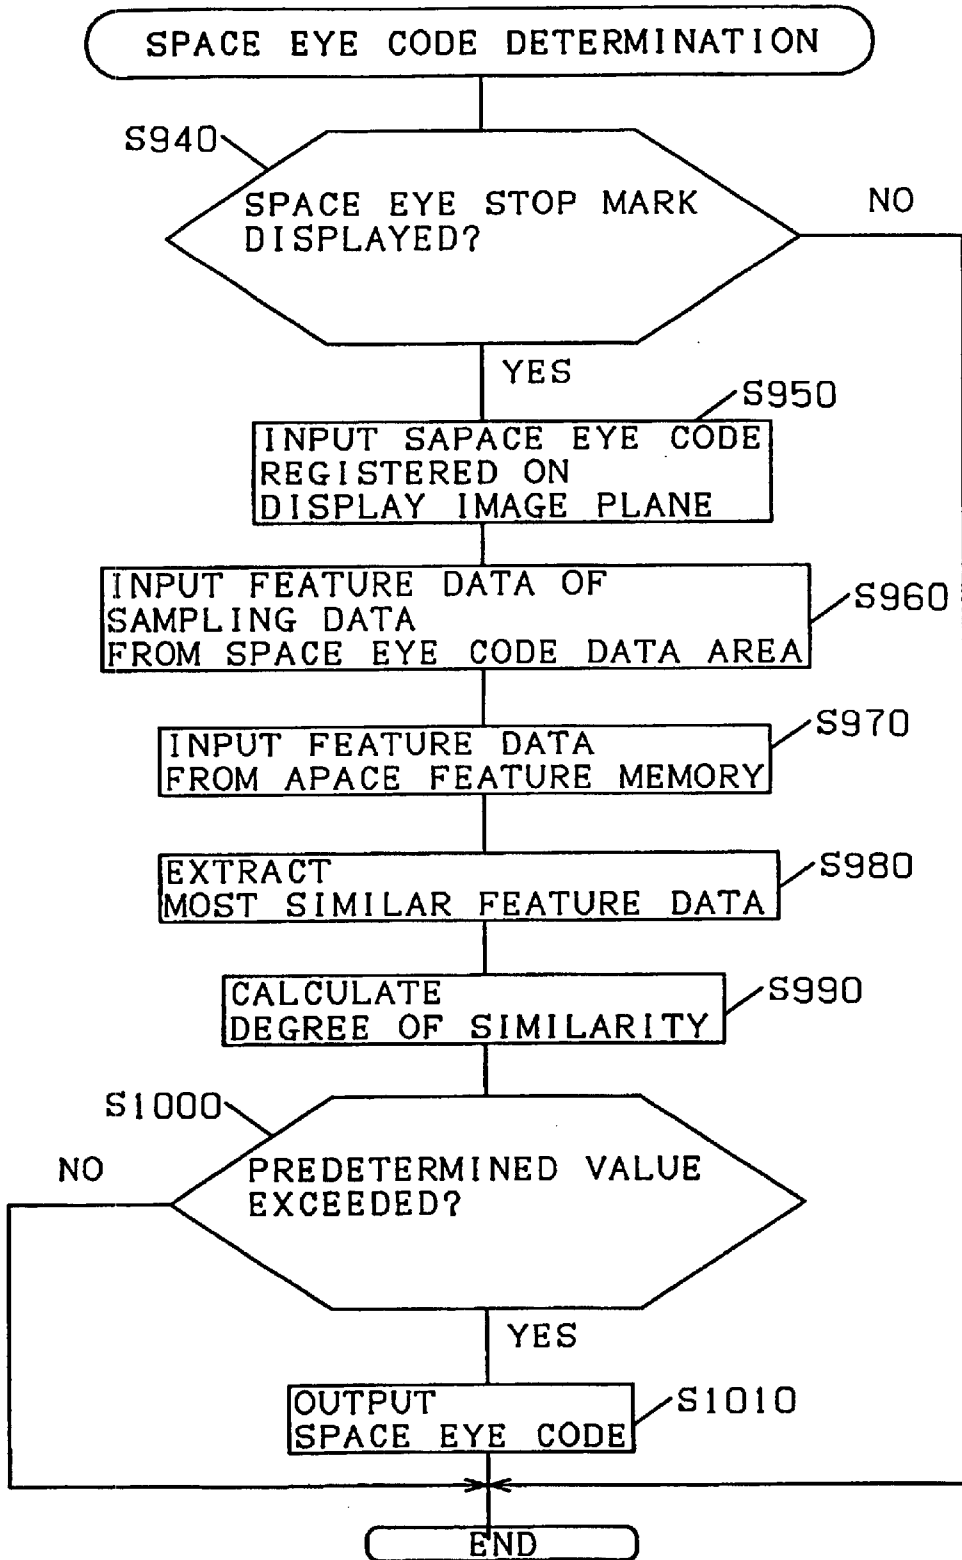 SPACE EYE CODE DETERMINATION
S940
SPACE EYE STOP MARK
DISPLAYED?
NO
YES
S950
INPUT SAPACE EYE CODE
REGISTERED ON
DISPLAY IMAGE PLANE
INPUT FEATURE DATA OF
SAMPLING DATA
FROM SPACE EYE CODE DATA AREA
S960
S970
INPUT FEATURE DATA
FROM APACE FEATURE MEMORY
S980
EXTRACT
MOST SIMILAR FEATURE DATA
S990
CALCULATE
DEGREE OF SIMILARITY
S1000
NO
PREDETERMINED VALUE
EXCEEDED?
YES
OUTPUT
SPACE EYE CODE
S1010
END